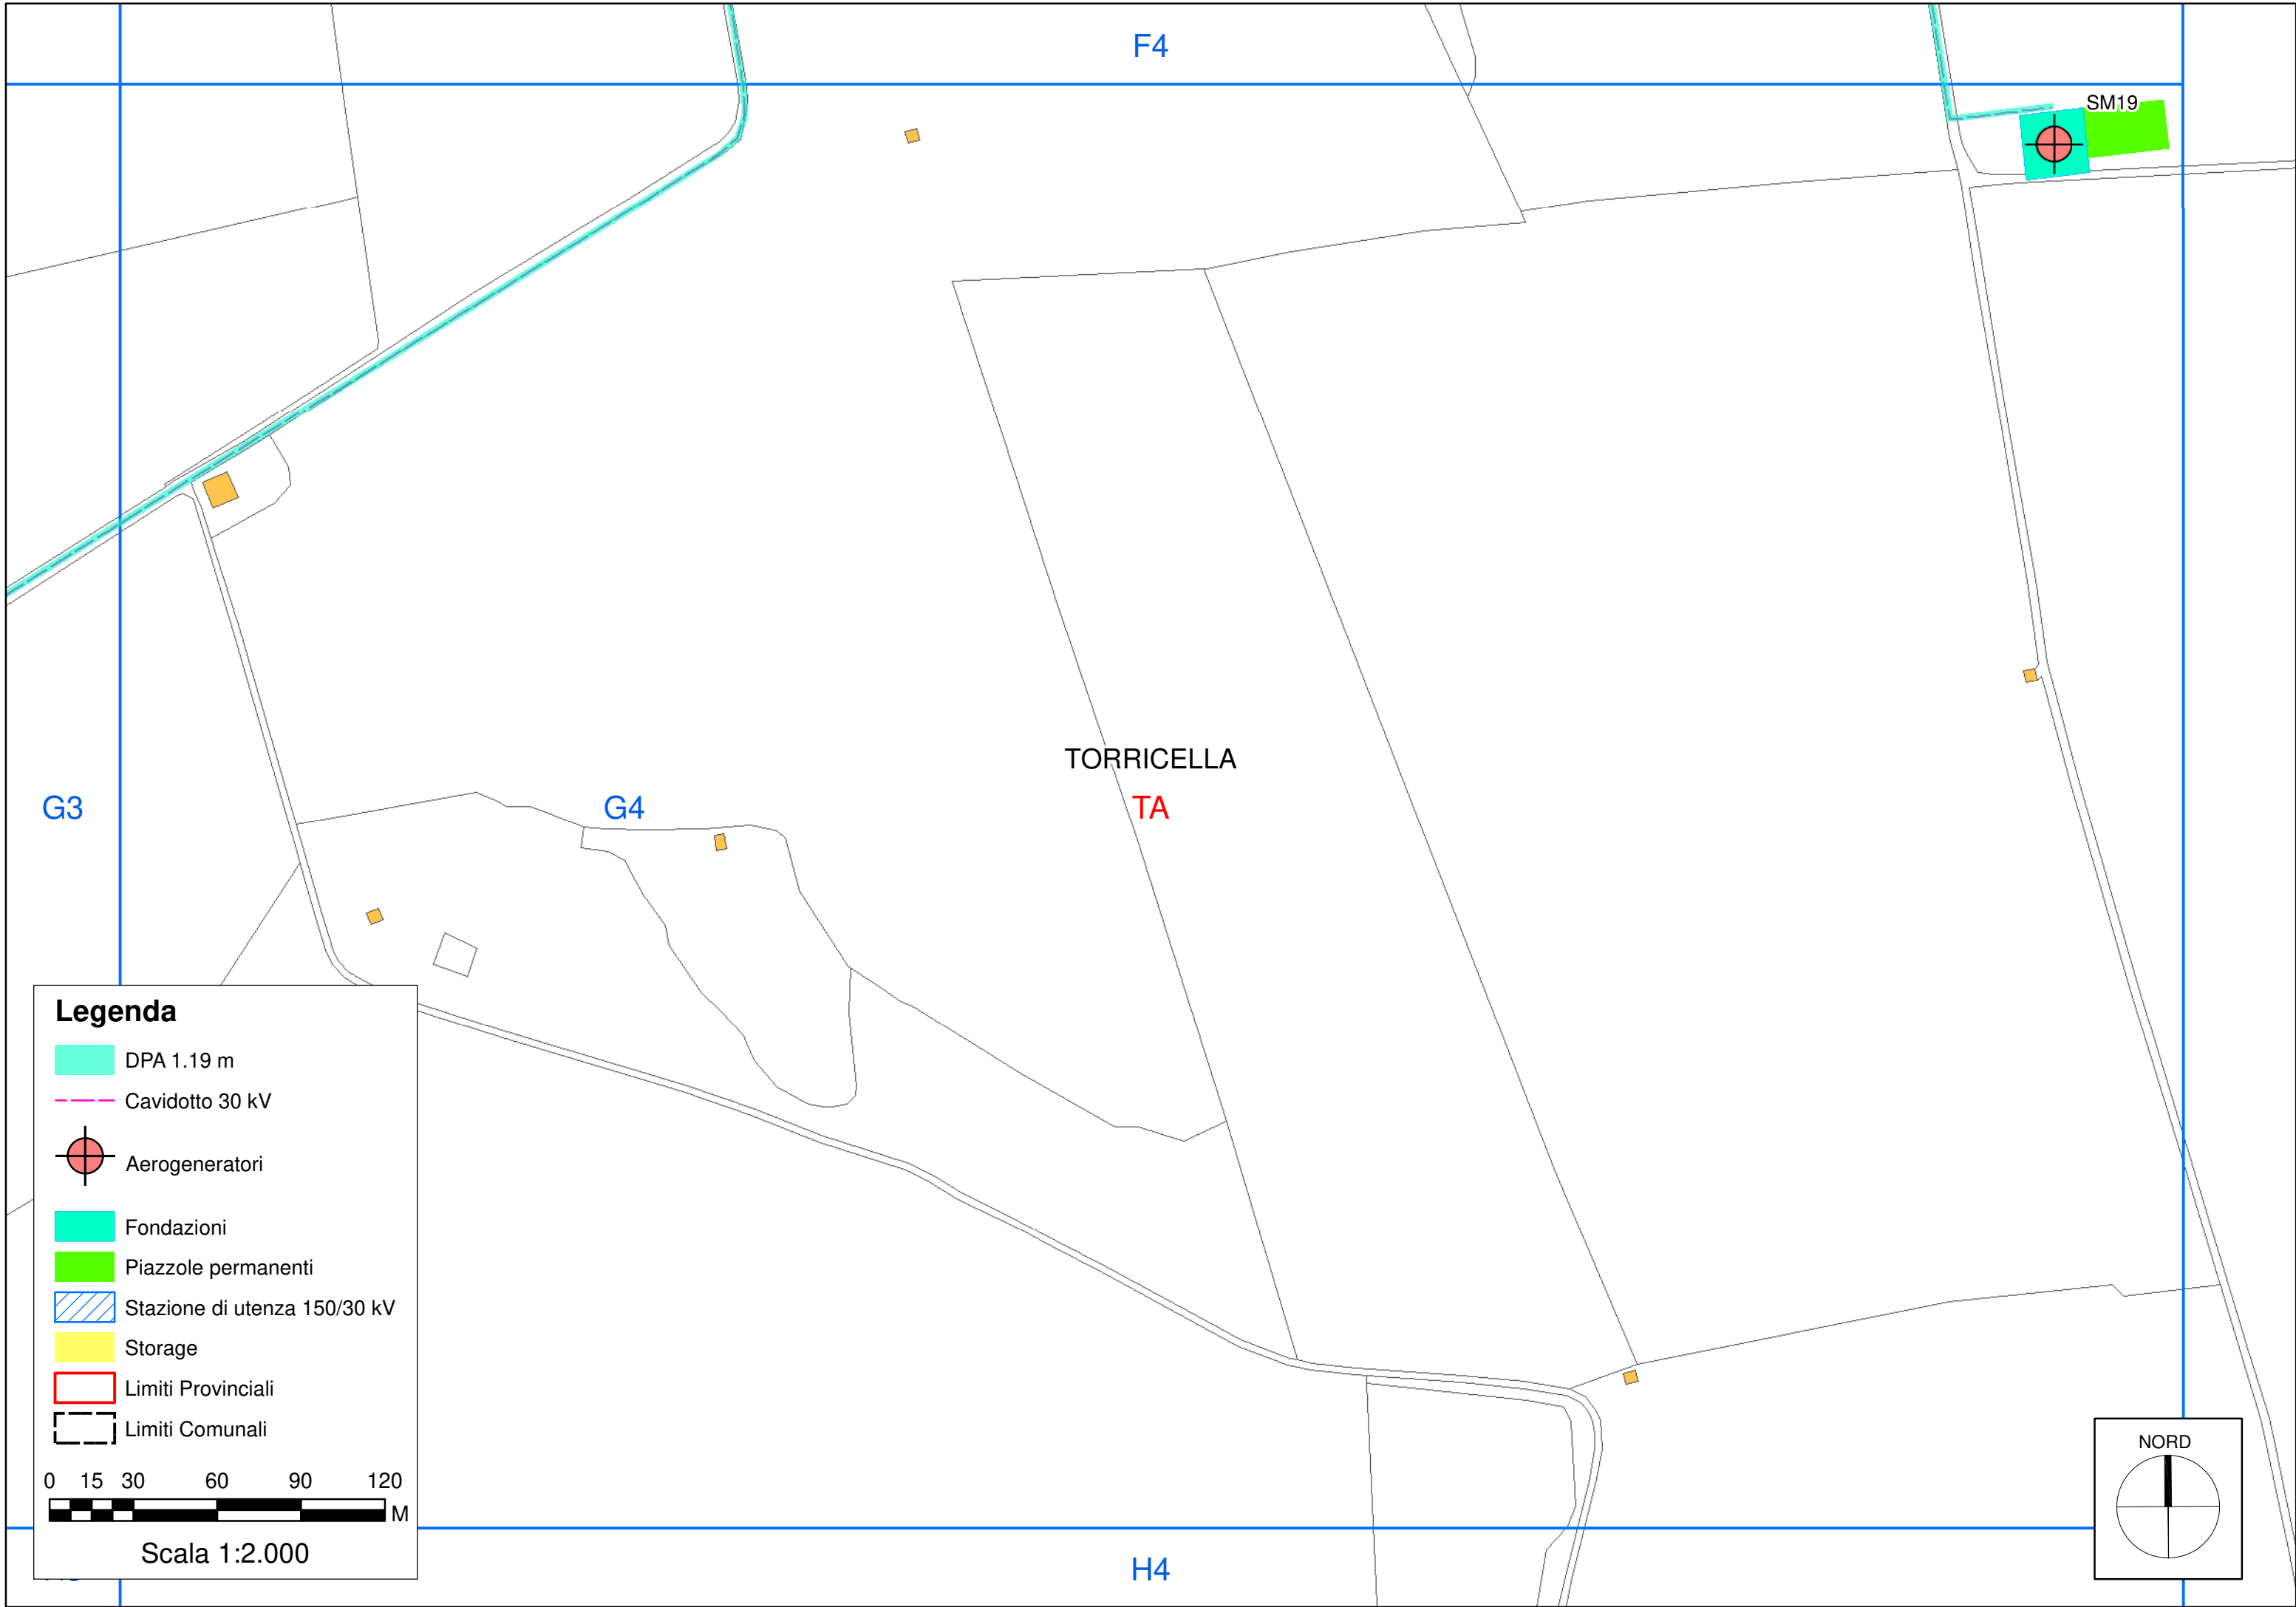 F4
SM19
TORRICELLA
G3
G4
TA
Legenda
DPA 1.19 m
Cavidotto 30 kV
Aerogeneratori
Fondazioni
Piazzole permanenti
Stazione di utenza 150/30 kV
Storage
Limiti Provinciali
Limiti Comunali
0 15 30 60 90 120
M
Scala 1:2.000
NORD
H4